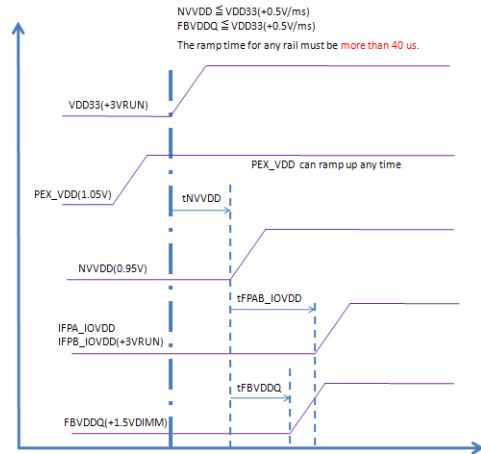 NVVDD ≦ VDD33(+0.5V/ms)
FBVDDQ ≦ VDD33(+0.5V/ms)
The ramp time for any rail must be more than 40 us.
VDD33(+3VRUN)
PEX_VDD can ramp up any time
PEX_VDD(1.05V)
tNVVDD
NVVDD(0.95V)
tFPAB_IOVDD
IFPA_IOVDD
IFPB_IOVDD(+3VRUN)
tFBVDDQ
FBVDDQ(+1.5VDIMM)